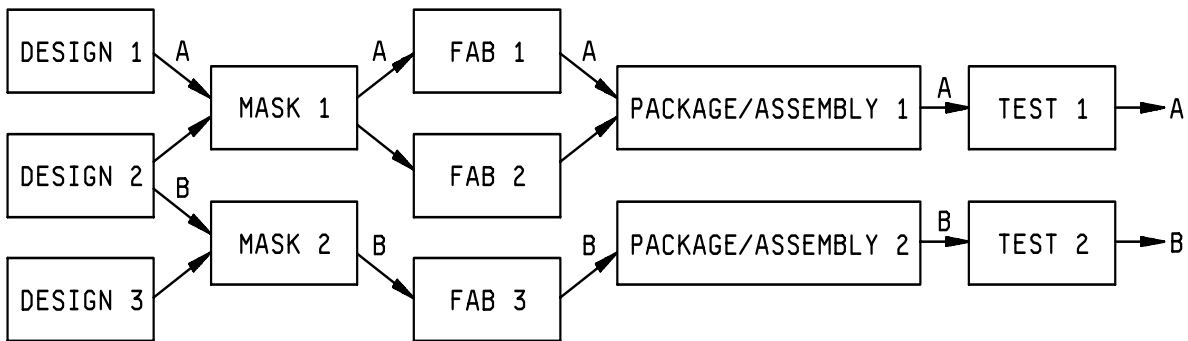 DESIGN 1
A
A
FAB 1
A
MASK 1
PACKAGE/ASSEMBLY 1
A
TEST 1
A
DESIGN 2
B
FAB 2
MASK 2
B
B
PACKAGE/ASSEMBLY 2
B
TEST 2
B
DESIGN 3
FAB 3